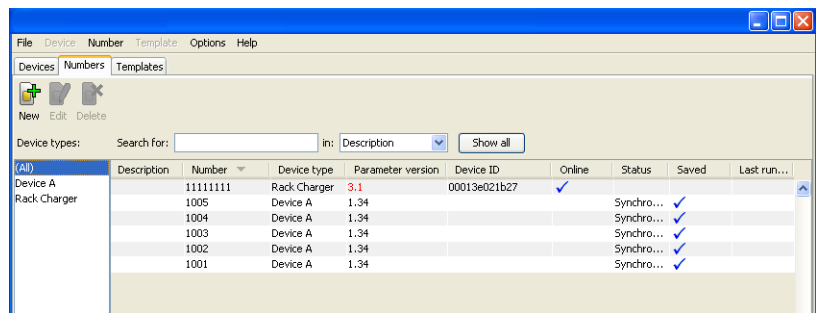 File Device Number Template Options Help
Devices Numbers Templates
New Edit Delete
Device types: Search for: in: Description Show all
(All) Description Number Device type Parameter version Device ID Online Status Saved Last run...
Device A 11111111 Rack Charger 3.1 00013e021b27
Rack Charger 1005 Device A 1.34 Synchro...
1004 Device A 1.34 Synchro...
1003 Device A 1.34 Synchro...
1002 Device A 1.34 Synchro...
1001 Device A 1.34 Synchro...